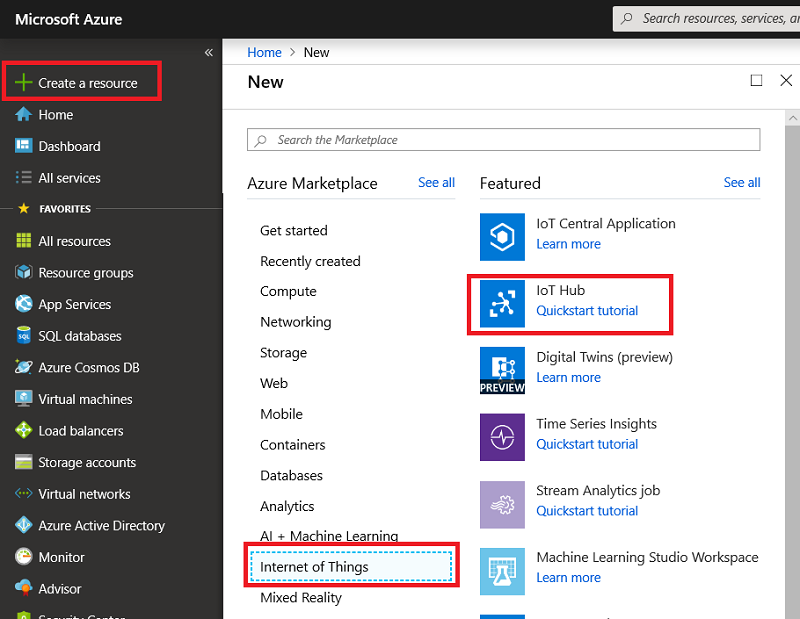 Microsoft Azure
Search resources, services, a
«
Create a resource
Home
Dashboard
All services
FAVORITES
All resources
Resource groups
App Services
SQL databases
Azure Cosmos DB
Virtual machines
Load balancers
Storage accounts
Virtual networks
Azure Active Directory
Monitor
Advisor
Security Center
Home > New
New
Search the Marketplace
Azure Marketplace See all
Get started
Recently created
Compute
Networking
Storage
Web
Mobile
Containers
Databases
Analytics
AI + Machine Learning
Internet of Things
Mixed Reality
Featured See all
IoT Central Application
Learn more
IoT Hub
Quickstart tutorial
PREVIEW
Digital Twins (preview)
Learn more
Time Series Insights
Quickstart tutorial
Stream Analytics job
Quickstart tutorial
Machine Learning Studio Workspace
Learn more